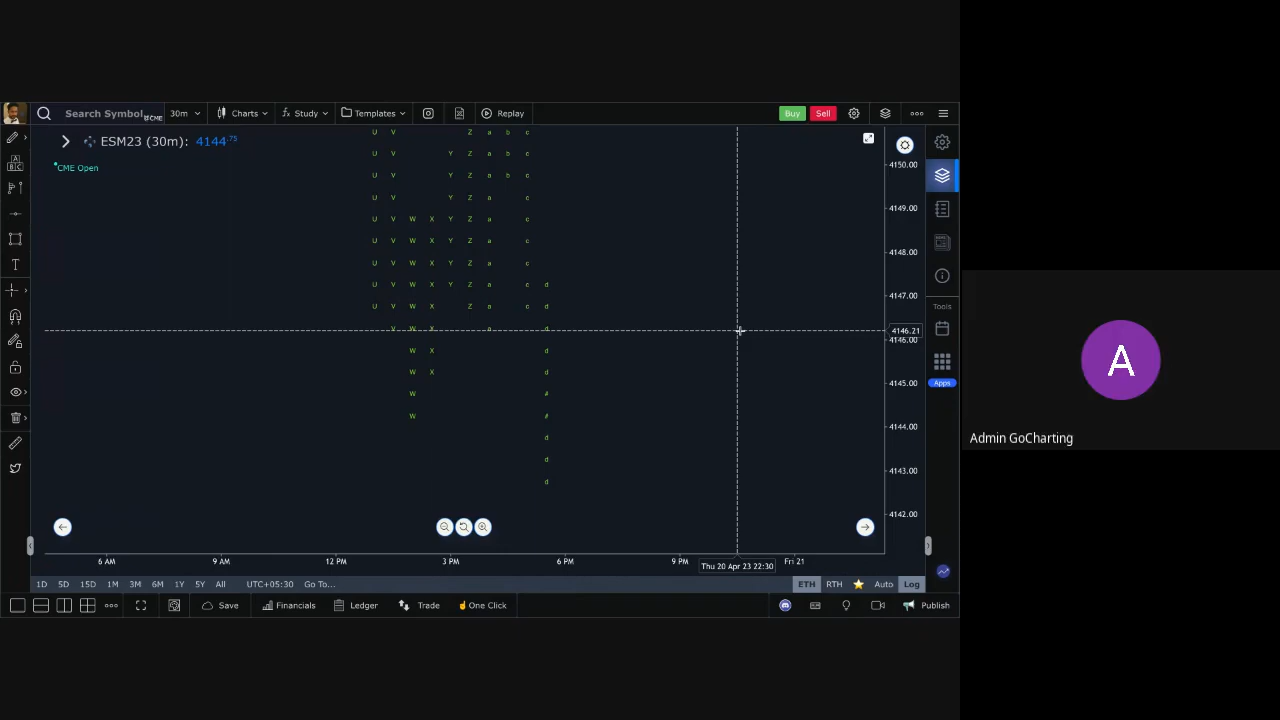 Search Symbol CME 30m Charts Study Templates Replay Buy Sell
ESM23 (30m): 4144.75
CME Open
U V Z a b c
U V Y Z a b c
U V Y Z a b c
U V Y Z a c
U V W X Y Z a c
U V W X Y Z a c
U V W X Y Z a c
U V W X Y Z a c d
U V W X Z a c d
V W X a d
W X d
W X d
W #
W #
d
d
d
4150.00
4149.00
4148.00
4147.00
4146.21
4146.00
4145.00
4144.00
4143.00
4142.00
Tools
Apps
6 AM 9 AM 12 PM 3 PM 6 PM 9 PM Thu 20 Apr 23 22:30 Fri 21
1D 5D 15D 1M 3M 6M 1Y 5Y All UTC+05:30 Go To... ETH RTH Auto Log
Save Financials Ledger Trade One Click Publish
A
Admin GoCharting
ABC
T